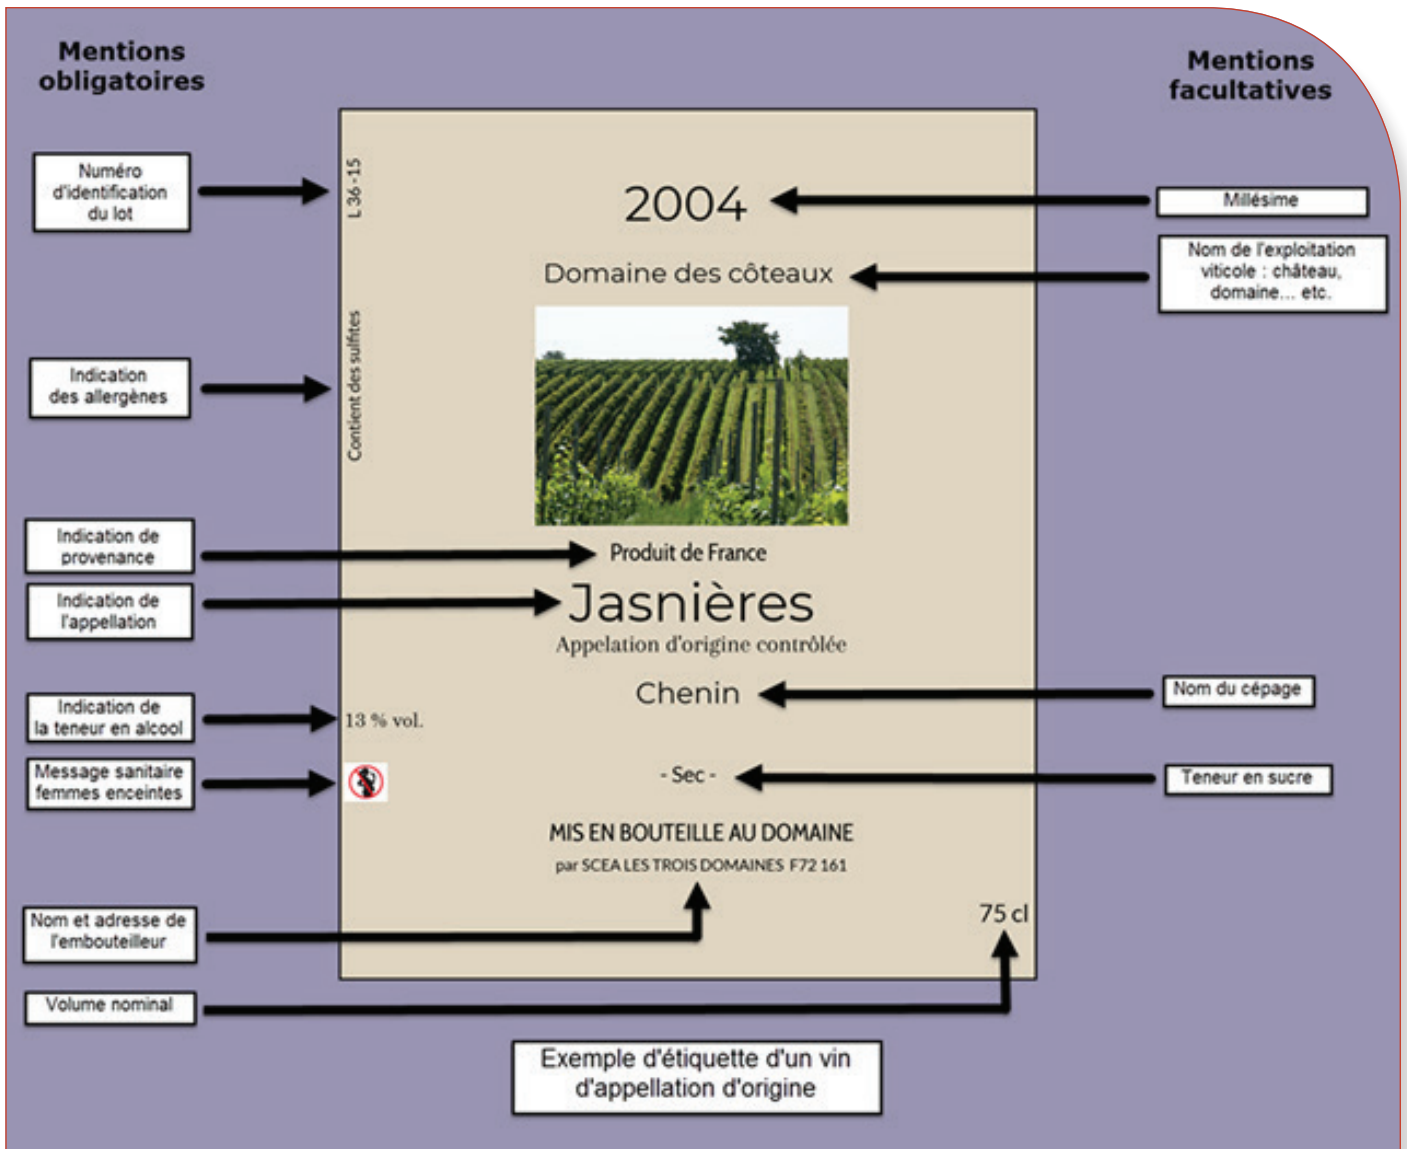 Mentions
obligatoires
Mentions
facultatives
Numéro
d'identification
du lot
L 36 -15
2004
Millésime
Domaine des côteaux
Nom de l'exploitation
viticole : château,
domaine... etc.
Indication
des allergènes
Contient des sulfites
Indication de
provenance
Produit de France
Indication de
l'appellation
Jasnières
Appelation d'origine contrôlée
Chenin
Nom du cépage
Indication de
la teneur en alcool
13 % vol.
Message sanitaire
femmes enceintes
- Sec -
Teneur en sucre
MIS EN BOUTEILLE AU DOMAINE
par SCEA LES TROIS DOMAINES F72 161
Nom et adresse de
l'embouteilleur
75 cl
Volume nominal
Exemple d'étiquette d'un vin
d'appellation d'origine